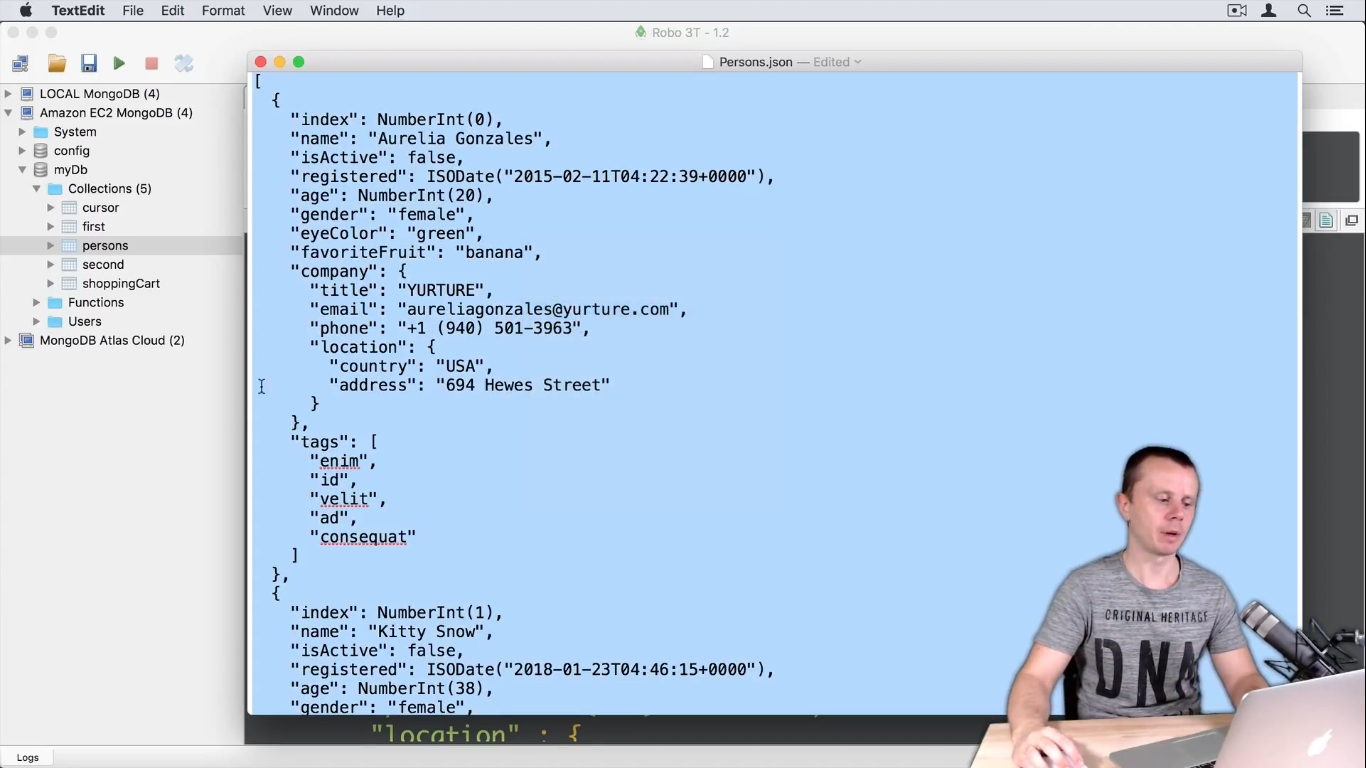 TextEdit File Edit Format View Window Help
Robo 3T - 1.2
Persons.json — Edited
LOCAL MongoDB (4)
Amazon EC2 MongoDB (4)
System
config
myDb
Collections (5)
cursor
first
persons
second
shoppingCart
Functions
Users
MongoDB Atlas Cloud (2)
[
{
"index": NumberInt(0),
"name": "Aurelia Gonzales",
"isActive": false,
"registered": ISODate("2015-02-11T04:22:39+0000"),
"age": NumberInt(20),
"gender": "female",
"eyeColor": "green",
"favoriteFruit": "banana",
"company": {
"title": "YURTURE",
"email": "aureliagonzales@yurture.com",
"phone": "+1 (940) 501-3963",
"location": {
"country": "USA",
"address": "694 Hewes Street"
}
},
"tags": [
"enim",
"id",
"velit",
"ad",
"consequat"
]
},
{
"index": NumberInt(1),
"name": "Kitty Snow",
"isActive": false,
"registered": ISODate("2018-01-23T04:46:15+0000"),
"age": NumberInt(38),
"gender": "female",
"location" : {
ORIGINAL HERITAGE
DNA
Logs